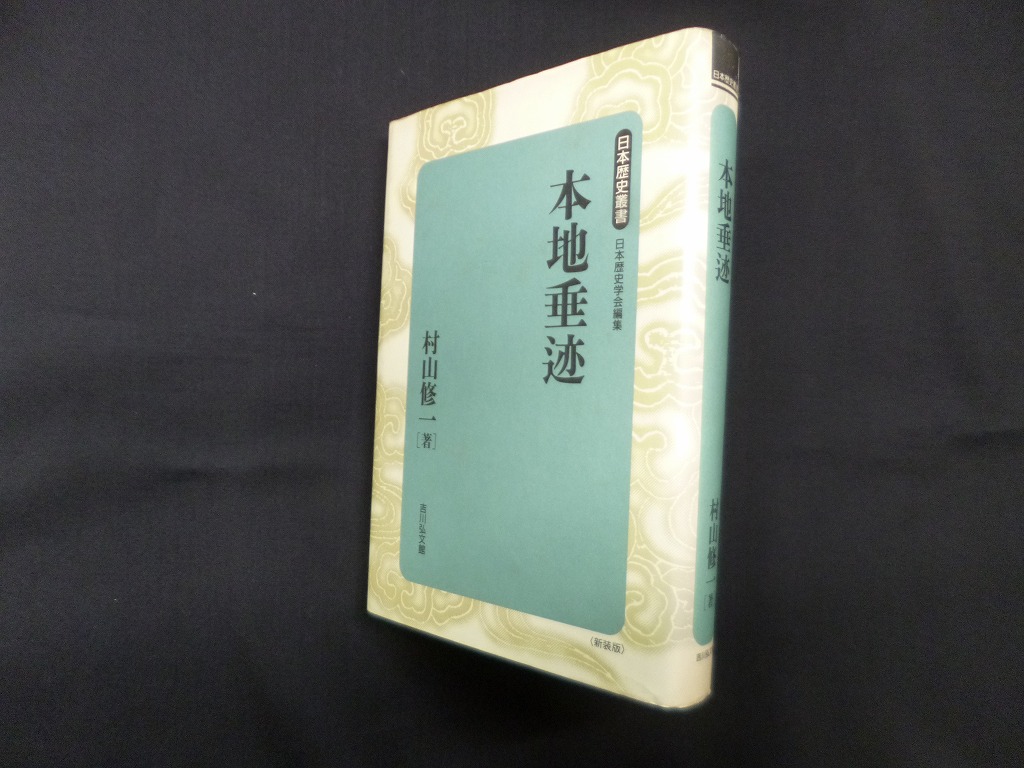 日本歴史叢書
日本歴史学会編集
本地垂迹
村山修一[著]
吉川弘文館
(新装版)
本地垂迹
村山修一